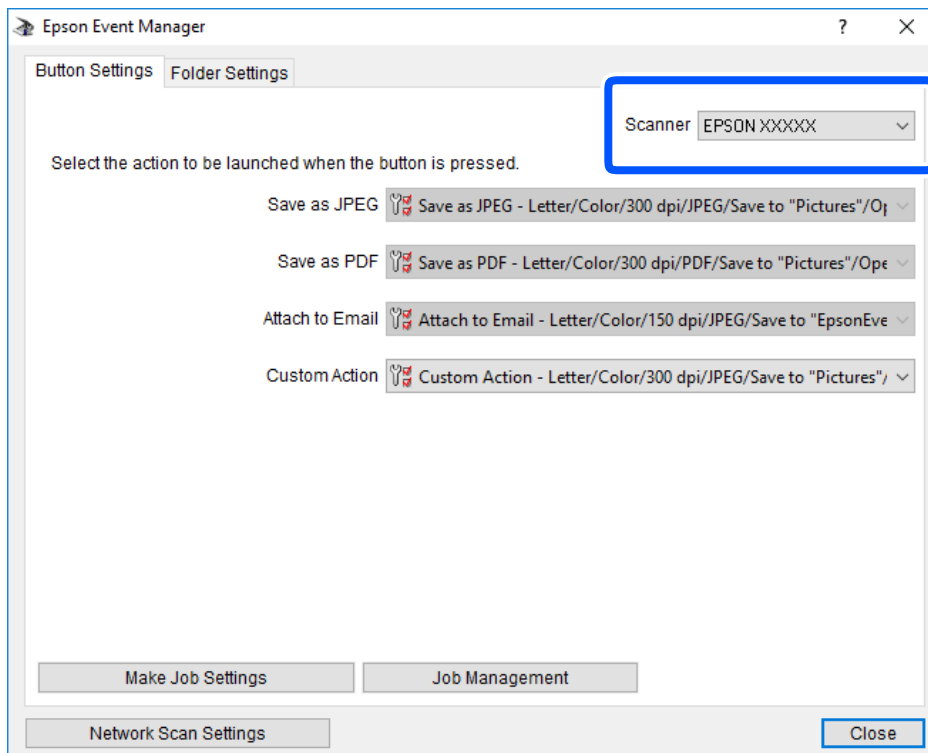 Epson Event Manager
?
Button Settings Folder Settings
Scanner EPSON XXXXX
Select the action to be launched when the button is pressed.
Save as JPEG Save as JPEG - Letter/Color/300 dpi/JPEG/Save to "Pictures"/O
Save as PDF Save as PDF - Letter/Color/300 dpi/PDF/Save to "Pictures"/Ope
Attach to Email Attach to Email - Letter/Color/150 dpi/JPEG/Save to "EpsonEve
Custom Action Custom Action - Letter/Color/300 dpi/JPEG/Save to "Pictures"/
Make Job Settings Job Management
Network Scan Settings Close